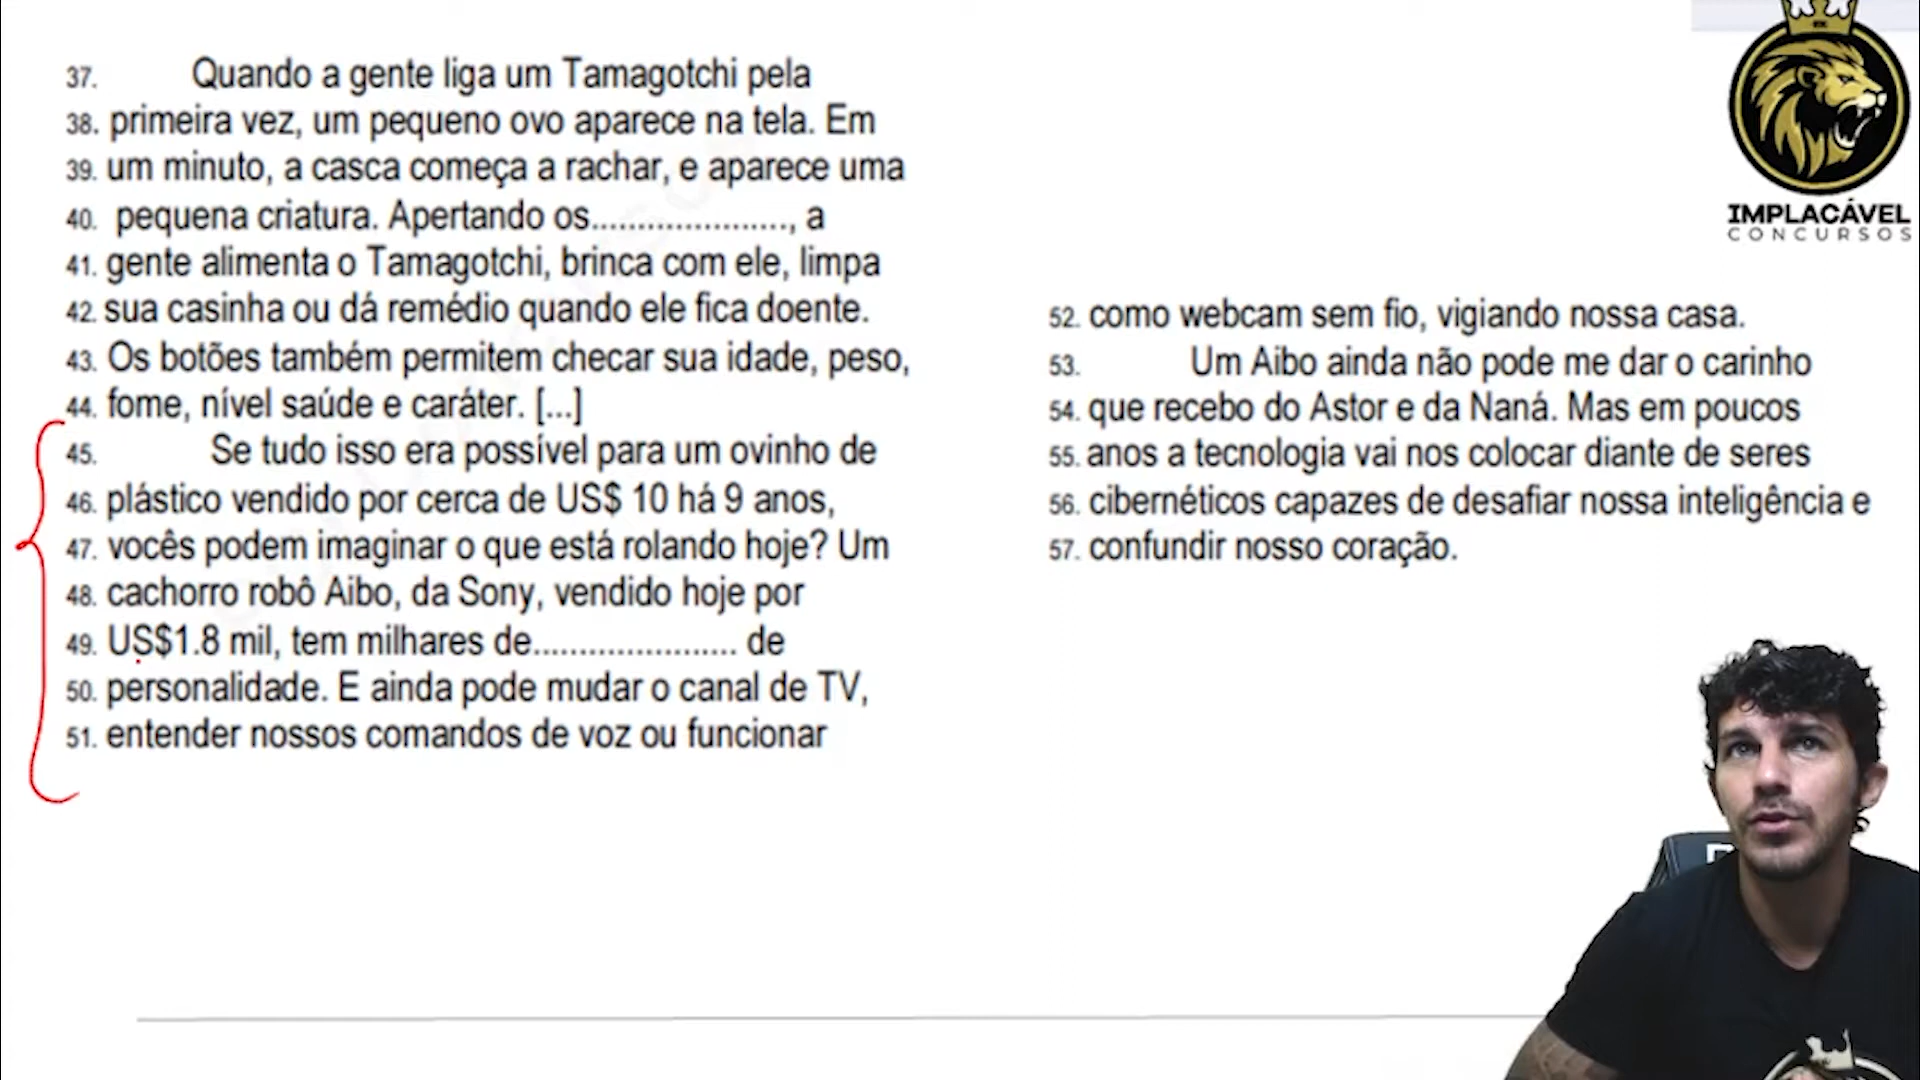 37. Quando a gente liga um Tamagotchi pela
38. primeira vez, um pequeno ovo aparece na tela. Em
39. um minuto, a casca começa a rachar, e aparece uma
40. pequena criatura. Apertando os......................, a
41. gente alimenta o Tamagotchi, brinca com ele, limpa
42. sua casinha ou dá remédio quando ele fica doente.
43. Os botões também permitem checar sua idade, peso,
44. fome, nível saúde e caráter. [...]
45. Se tudo isso era possível para um ovinho de
46. plástico vendido por cerca de US$ 10 há 9 anos,
47. vocês podem imaginar o que está rolando hoje? Um
48. cachorro robô Aibo, da Sony, vendido hoje por
49. US$1.8 mil, tem milhares de...................... de
50. personalidade. E ainda pode mudar o canal de TV,
51. entender nossos comandos de voz ou funcionar
52. como webcam sem fio, vigiando nossa casa.
53. Um Aibo ainda não pode me dar o carinho
54. que recebo do Astor e da Naná. Mas em poucos
55. anos a tecnologia vai nos colocar diante de seres
56. cibernéticos capazes de desafiar nossa inteligência e
57. confundir nosso coração.
IMPLACÁVEL
CONCURSOS